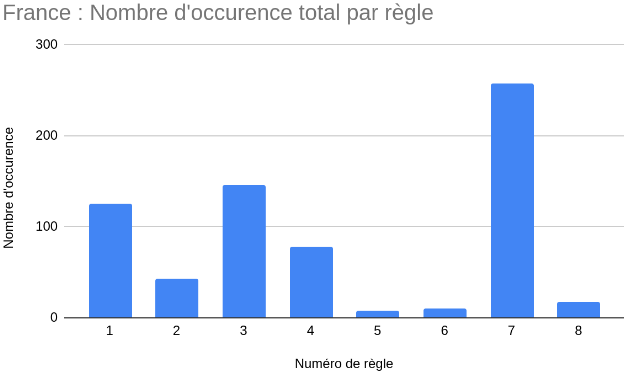 France : Nombre d'occurence total par règle
300
200
100
0
Nombre d'occurence
1 2 3 4 5 6 7 8
Numéro de règle